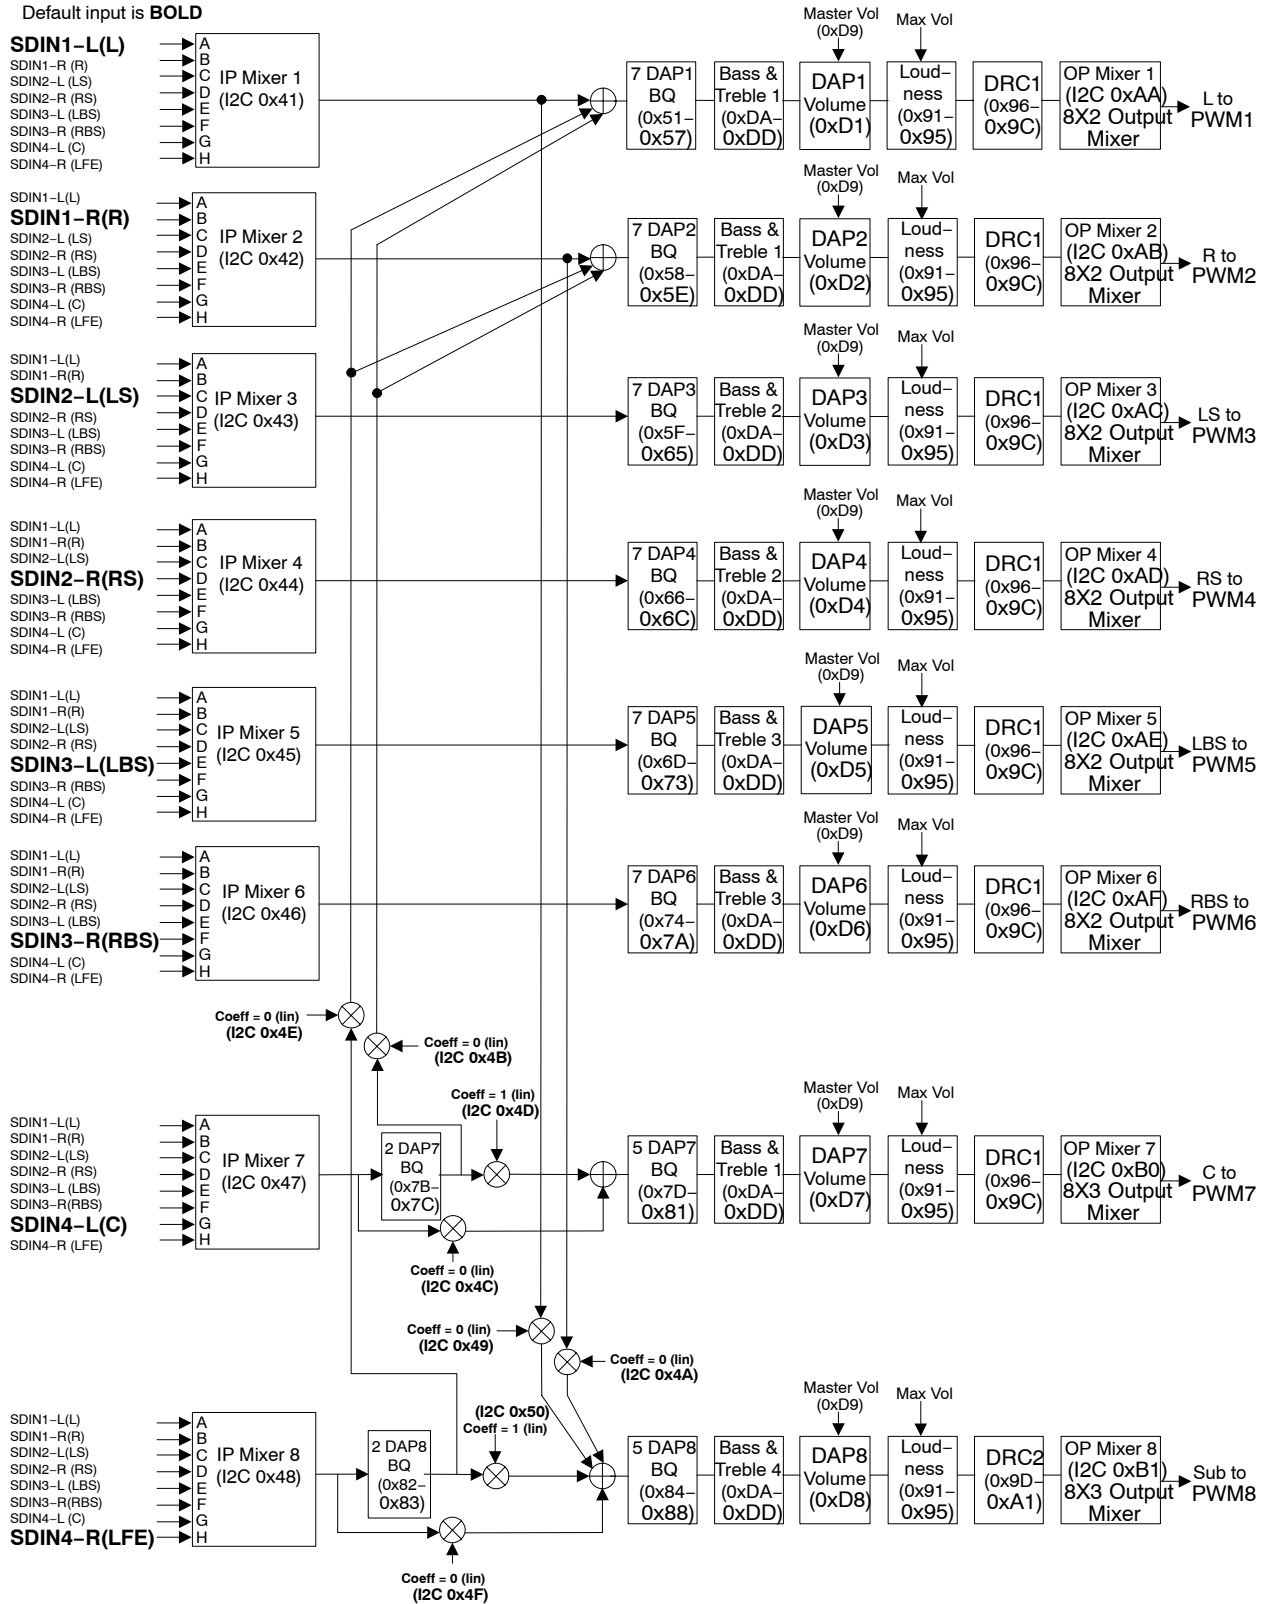 Default input is BOLD
SDIN1–L(L)
SDIN1–R (R)
SDIN2–L (LS)
SDIN2–R (RS)
SDIN3–L (LBS)
SDIN3–R (RBS)
SDIN4–L (C)
SDIN4–R (LFE)
A
B
C
D
E
F
G
H
IP Mixer 1
(I2C 0x41)
7 DAP1
BQ
(0x51–
0x57)
Bass &
Treble 1
(0xDA–
0xDD)
Master Vol
(0xD9)
DAP1
Volume
(0xD1)
Max Vol
Loud–
ness
(0x91–
0x95)
DRC1
(0x96–
0x9C)
OP Mixer 1
(I2C 0xAA)
8X2 Output
Mixer
L to
PWM1
SDIN1–L(L)
SDIN1–R(R)
SDIN2–L (LS)
SDIN2–R (RS)
SDIN3–L (LBS)
SDIN3–R (RBS)
SDIN4–L (C)
SDIN4–R (LFE)
A
B
C
D
E
F
G
H
IP Mixer 2
(I2C 0x42)
7 DAP2
BQ
(0x58–
0x5E)
Bass &
Treble 1
(0xDA–
0xDD)
Master Vol
(0xD9)
DAP2
Volume
(0xD2)
Max Vol
Loud–
ness
(0x91–
0x95)
DRC1
(0x96–
0x9C)
OP Mixer 2
(I2C 0xAB)
8X2 Output
Mixer
R to
PWM2
SDIN1–L(L)
SDIN1–R(R)
SDIN2–L(LS)
SDIN2–R (RS)
SDIN3–L (LBS)
SDIN3–R (RBS)
SDIN4–L (C)
SDIN4–R (LFE)
A
B
C
D
E
F
G
H
IP Mixer 3
(I2C 0x43)
7 DAP3
BQ
(0x5F–
0x65)
Bass &
Treble 2
(0xDA–
0xDD)
Master Vol
(0xD9)
DAP3
Volume
(0xD3)
Max Vol
Loud–
ness
(0x91–
0x95)
DRC1
(0x96–
0x9C)
OP Mixer 3
(I2C 0xAC)
8X2 Output
Mixer
LS to
PWM3
SDIN1–L(L)
SDIN1–R(R)
SDIN2–L(LS)
SDIN2–R(RS)
SDIN3–L (LBS)
SDIN3–R (RBS)
SDIN4–L (C)
SDIN4–R (LFE)
A
B
C
D
E
F
G
H
IP Mixer 4
(I2C 0x44)
7 DAP4
BQ
(0x66–
0x6C)
Bass &
Treble 2
(0xDA–
0xDD)
Master Vol
(0xD9)
DAP4
Volume
(0xD4)
Max Vol
Loud–
ness
(0x91–
0x95)
DRC1
(0x96–
0x9C)
OP Mixer 4
(I2C 0xAD)
8X2 Output
Mixer
RS to
PWM4
SDIN1–L(L)
SDIN1–R(R)
SDIN2–L(LS)
SDIN2–R (RS)
SDIN3–L(LBS)
SDIN3–R (RBS)
SDIN4–L (C)
SDIN4–R (LFE)
A
B
C
D
E
F
G
H
IP Mixer 5
(I2C 0x45)
7 DAP5
BQ
(0x6D–
0x73)
Bass &
Treble 3
(0xDA–
0xDD)
Master Vol
(0xD9)
DAP5
Volume
(0xD5)
Max Vol
Loud–
ness
(0x91–
0x95)
DRC1
(0x96–
0x9C)
OP Mixer 5
(I2C 0xAE)
8X2 Output
Mixer
LBS to
PWM5
SDIN1–L(L)
SDIN1–R(R)
SDIN2–L(LS)
SDIN2–R (RS)
SDIN3–L (LBS)
SDIN3–R(RBS)
SDIN4–L (C)
SDIN4–R (LFE)
A
B
C
D
E
F
G
H
IP Mixer 6
(I2C 0x46)
7 DAP6
BQ
(0x74–
0x7A)
Bass &
Treble 3
(0xDA–
0xDD)
Master Vol
(0xD9)
DAP6
Volume
(0xD6)
Max Vol
Loud–
ness
(0x91–
0x95)
DRC1
(0x96–
0x9C)
OP Mixer 6
(I2C 0xAF)
8X2 Output
Mixer
RBS to
PWM6
Coeff = 0 (lin)
(I2C 0x4E)
Coeff = 0 (lin)
(I2C 0x4B)
Coeff = 1 (lin)
(I2C 0x4D)
SDIN1–L(L)
SDIN1–R(R)
SDIN2–L(LS)
SDIN2–R (RS)
SDIN3–L (LBS)
SDIN3–R(RBS)
SDIN4–L(C)
SDIN4–R (LFE)
A
B
C
D
E
F
G
H
IP Mixer 7
(I2C 0x47)
2 DAP7
BQ
(0x7B–
0x7C)
Coeff = 0 (lin)
(I2C 0x4C)
5 DAP7
BQ
(0x7D–
0x81)
Bass &
Treble 1
(0xDA–
0xDD)
Master Vol
(0xD9)
DAP7
Volume
(0xD7)
Max Vol
Loud–
ness
(0x91–
0x95)
DRC1
(0x96–
0x9C)
OP Mixer 7
(I2C 0xB0)
8X3 Output
Mixer
C to
PWM7
Coeff = 0 (lin)
(I2C 0x49)
Coeff = 0 (lin)
(I2C 0x4A)
(I2C 0x50)
Coeff = 1 (lin)
SDIN1–L(L)
SDIN1–R(R)
SDIN2–L(LS)
SDIN2–R (RS)
SDIN3–L (LBS)
SDIN3–R(RBS)
SDIN4–L (C)
SDIN4–R(LFE)
A
B
C
D
E
F
G
H
IP Mixer 8
(I2C 0x48)
2 DAP8
BQ
(0x82–
0x83)
Coeff = 0 (lin)
(I2C 0x4F)
5 DAP8
BQ
(0x84–
0x88)
Bass &
Treble 4
(0xDA–
0xDD)
Master Vol
(0xD9)
DAP8
Volume
(0xD8)
Max Vol
Loud–
ness
(0x91–
0x95)
DRC2
(0x9D–
0xA1)
OP Mixer 8
(I2C 0xB1)
8X3 Output
Mixer
Sub to
PWM8